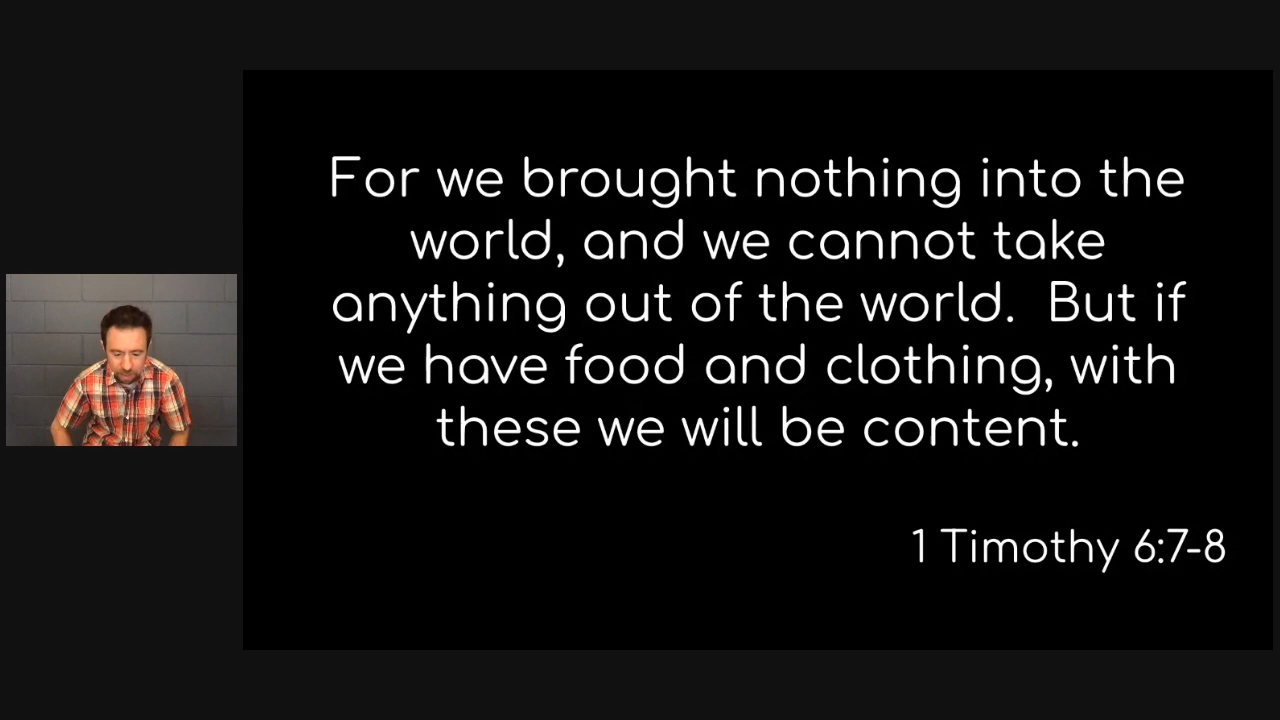 For we brought nothing into the
world, and we cannot take
anything out of the world.  But if
we have food and clothing, with
these we will be content.
1 Timothy 6:7-8